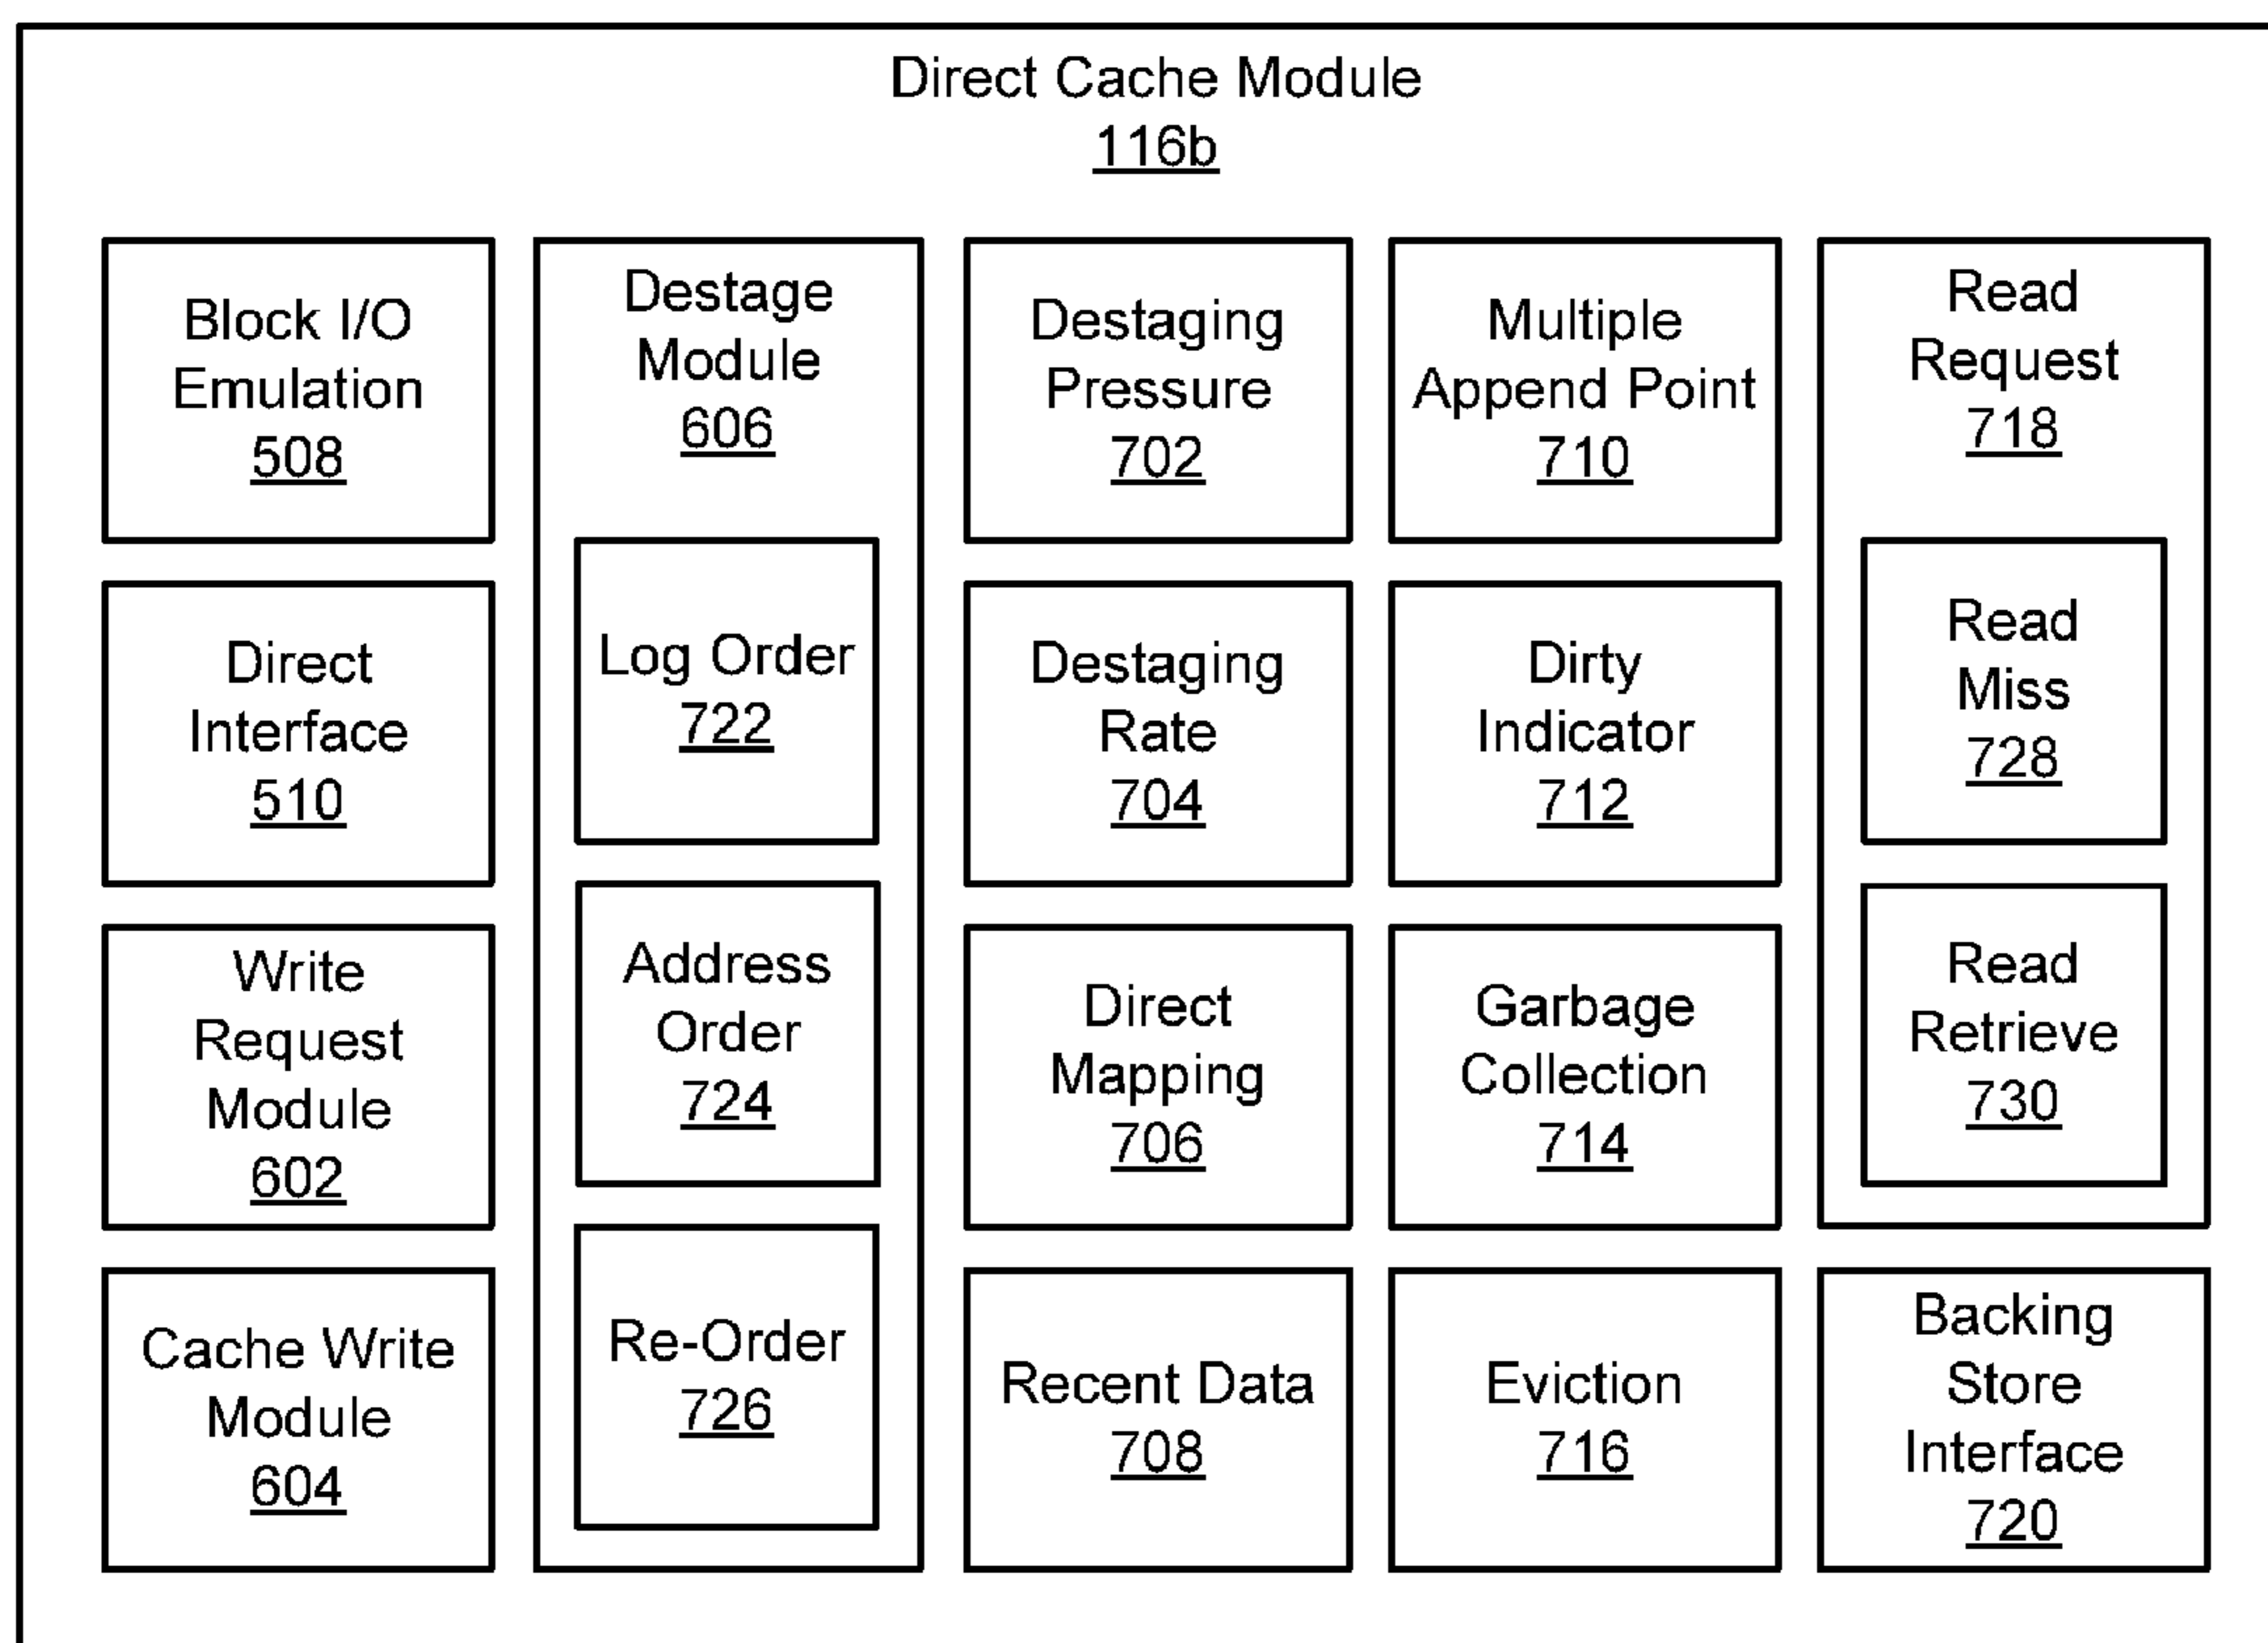 Direct Cache Module
116b
Block I/O
Emulation
508
Direct
Interface
510
Write
Request
Module
602
Cache Write
Module
604
Destage
Module
606
Log Order
722
Address
Order
724
Re-Order
726
Destaging
Pressure
702
Destaging
Rate
704
Direct
Mapping
706
Recent Data
708
Multiple
Append Point
710
Dirty
Indicator
712
Garbage
Collection
714
Eviction
716
Read
Request
718
Read
Miss
728
Read
Retrieve
730
Backing
Store
Interface
720